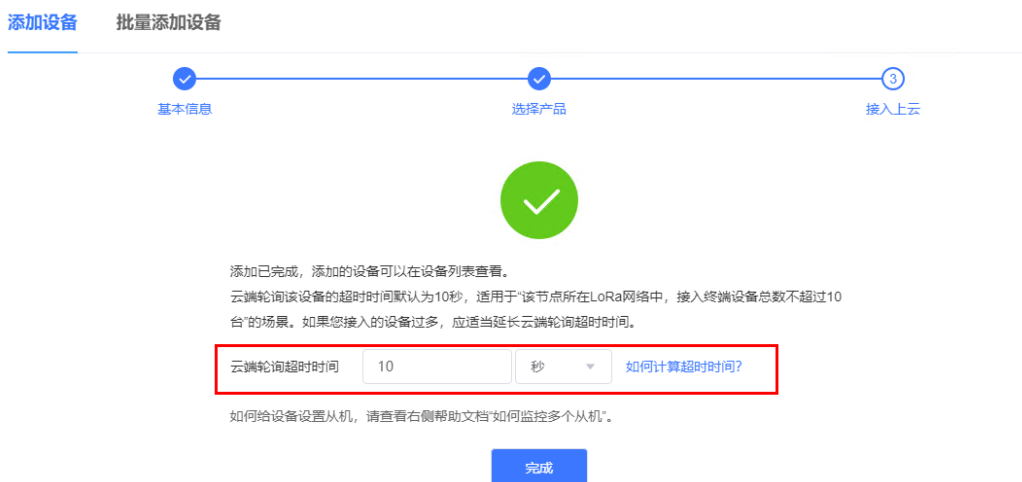 添加设备 批量添加设备
3
基本信息 选择产品 接入上云
添加已完成，添加的设备可以在设备列表查看。
云端轮询该设备的超时时间默认为10秒，适用于“该节点所在LoRa网络中，接入终端设备总数不超过10
台”的场景。如果您接入的设备过多，应适当延长云端轮询超时时间。
云端轮询超时时间 10 秒 如何计算超时时间？
如何给设备设置从机，请查看右侧帮助文档“如何监控多个从机”。
完成